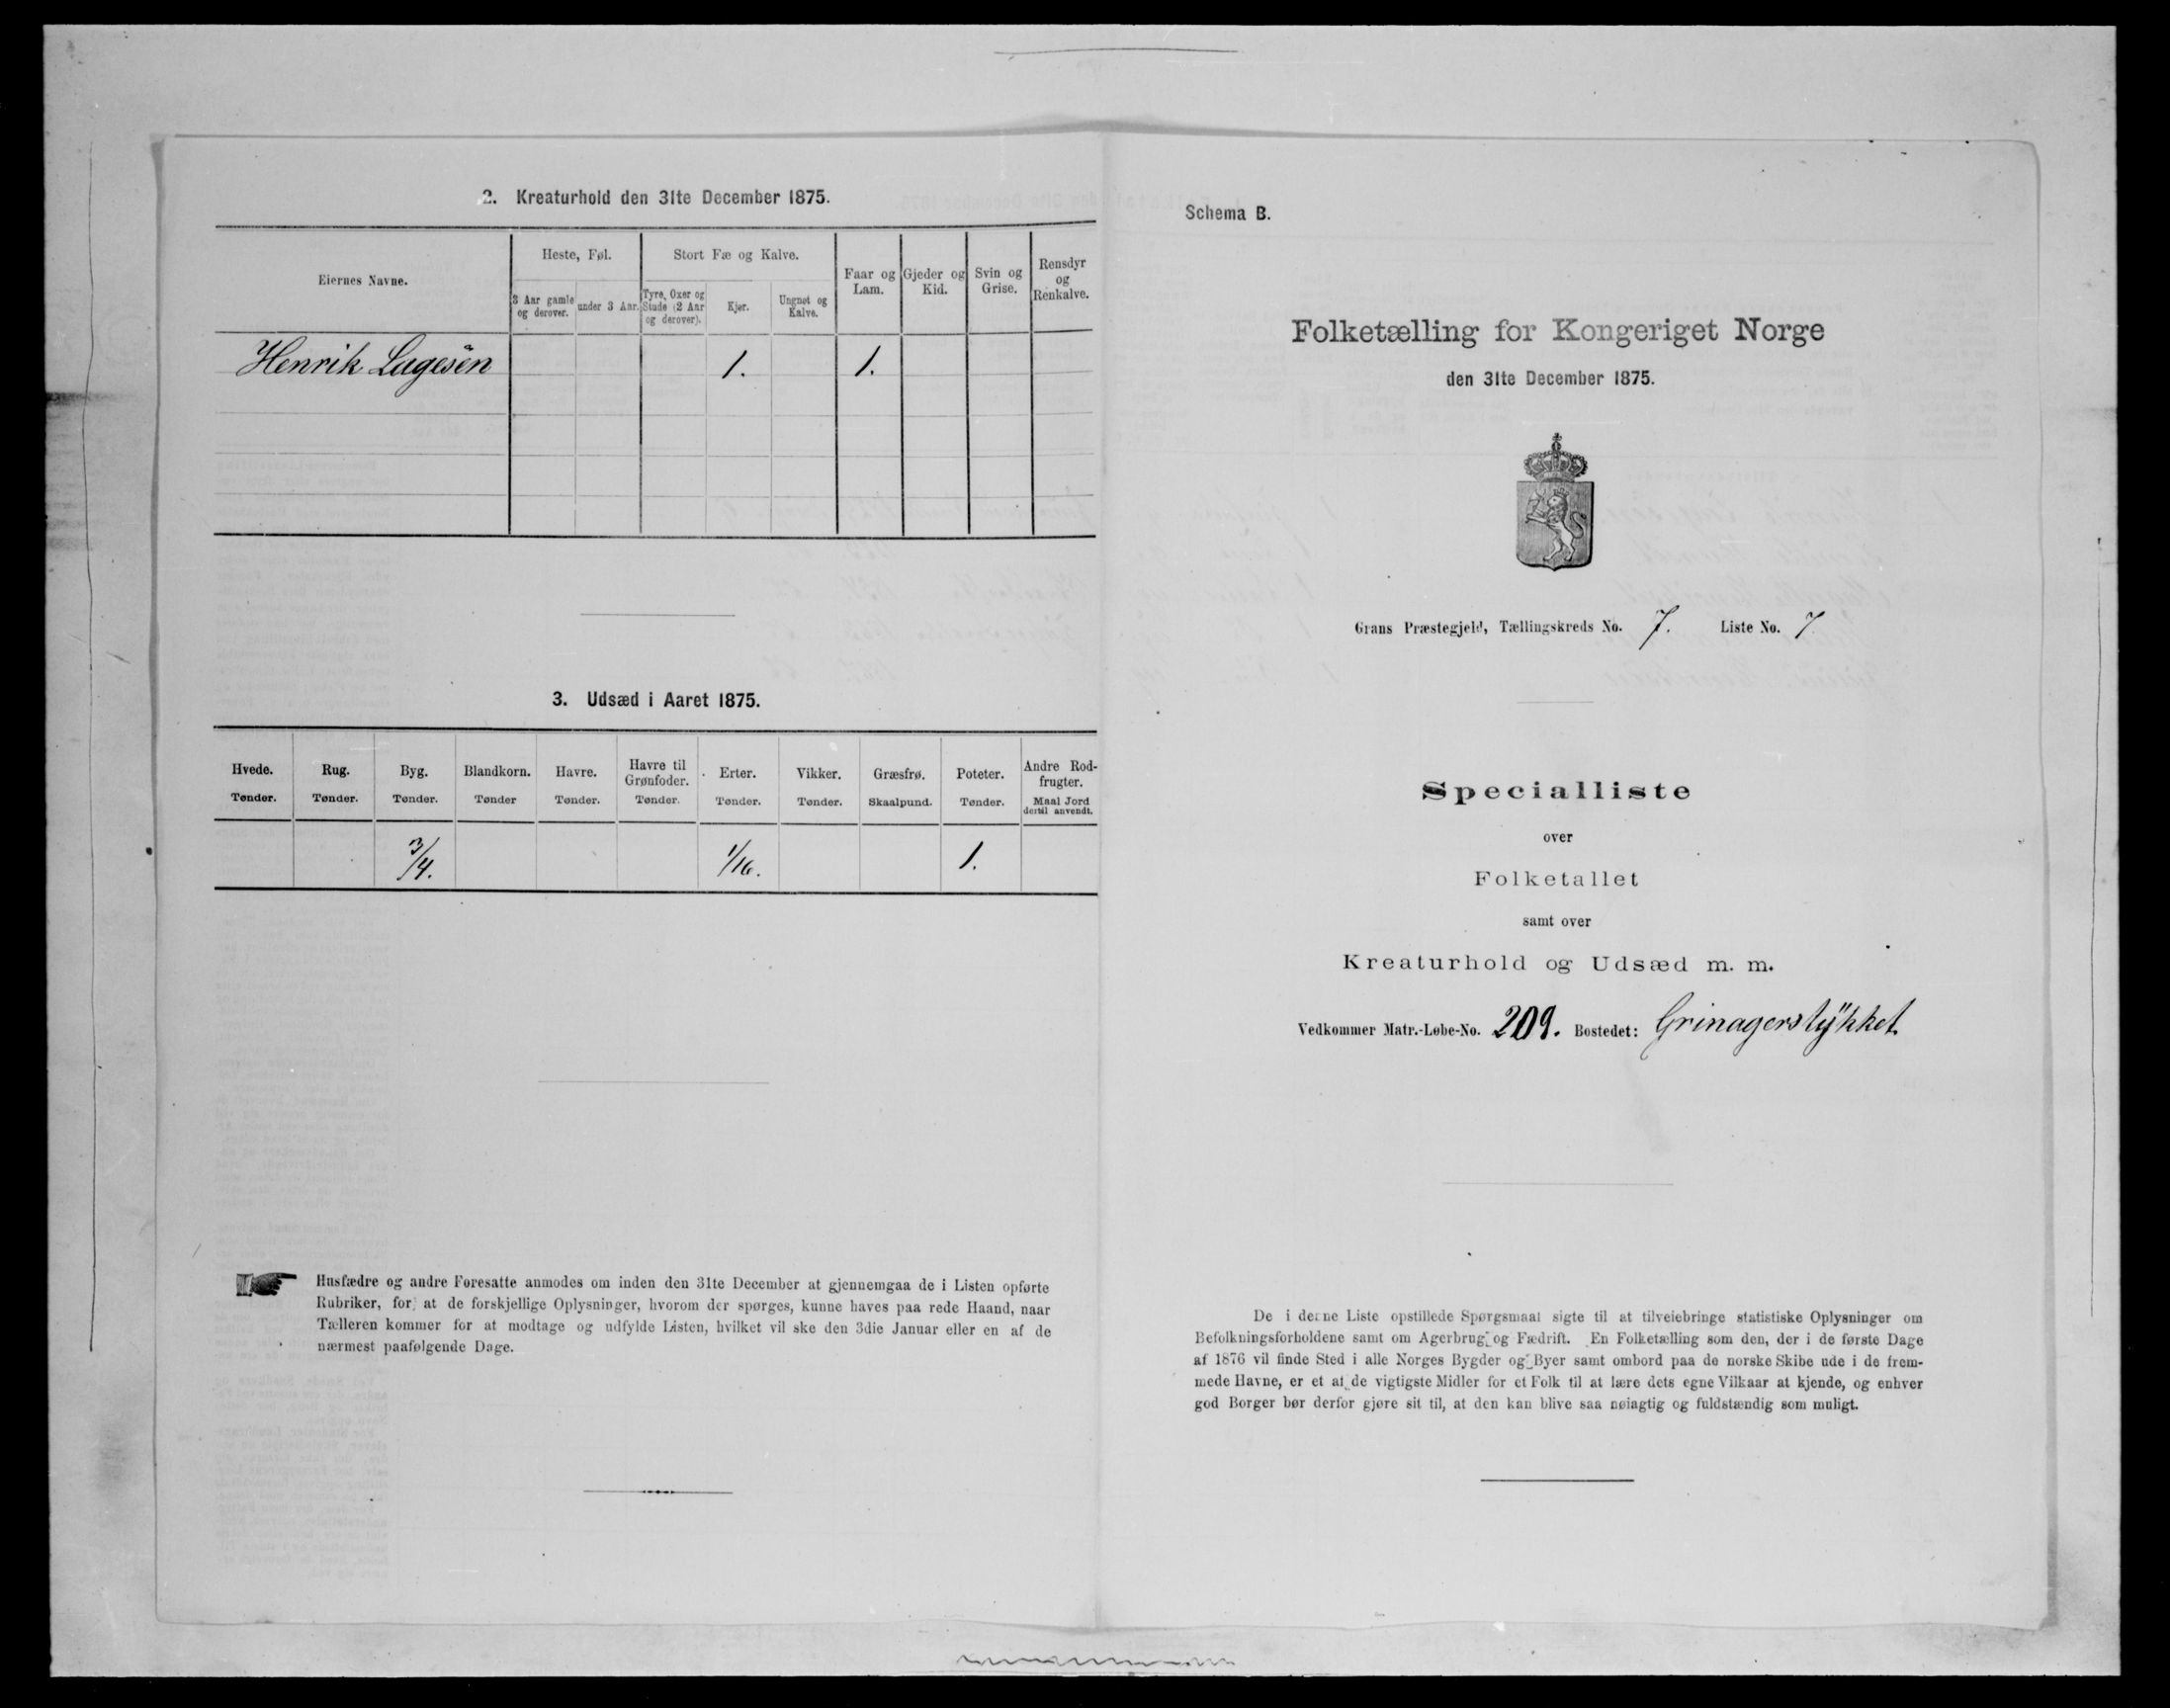 2. Kreaturhold den 31te December 1875.
Eiernes Navne.
Heste, Føl.
Stort Fæ og Kalve.
Faar og Lam.
Gjeder og Kid.
Svin og Grise.
Rensdyr og Renkalve.
3 Aar gamle og derover.
under 3 Aar.
Tyre, Oxer og Stude (2 Aar og derover).
Kjør.
Ungnøt og Kalve.
Henrik Lagesen 1. 1.
3. Udsæd i Aaret 1875.
Hvede. Rug. Byg. Blandkorn. Havre. Havre til Grønfoder. Erter. Vikker. Græsfrø. Poteter. Andre Rodfrugter.
Tønder. Tønder. Tønder. Tønder Tønder. Tønder. Tønder. Tønder. Skaalpund. Tønder. Maal Jord dertil anvendt.
3/4. 1/16. 1.
Husfædre og andre Foresatte anmodes om inden den 31te December at gjennemgaa de i Listen opførte
Rubriker, for at de forskjellige Oplysninger, hvorom der spørges, kunne haves paa rede Haand, naar
Tælleren kommer for at modtage og udfylde Listen, hvilket vil ske den 3die Januar eller en af de
nærmest paafølgende Dage.
Schema B.
Folketælling for Kongeriget Norge
den 31te December 1875.
Grans Præstegjeld, Tællingskreds No. 7. Liste No. 7
Specialliste
over
Folketallet
samt over
Kreaturhold og Udsæd m. m.
Vedkommer Matr.-Løbe-No. 209. Bostedet: Grinagerstykket
De i denne Liste opstillede Spørgsmaal sigte til at tilveiebringe statistiske Oplysninger om
Befolkningsforholdene samt om Agerbrug og Fædrift. En Folketælling som den, der i de første Dage
af 1876 vil finde Sted i alle Norges Bygder og Byer samt ombord paa de norske Skibe ude i de frem-
mede Havne, er et af de vigtigste Midler for et Folk til at lære dets egne Vilkaar at kjende, og enhver
god Borger bør derfor gjøre sit til, at den kan blive saa nøiagtig og fuldstændig som muligt.